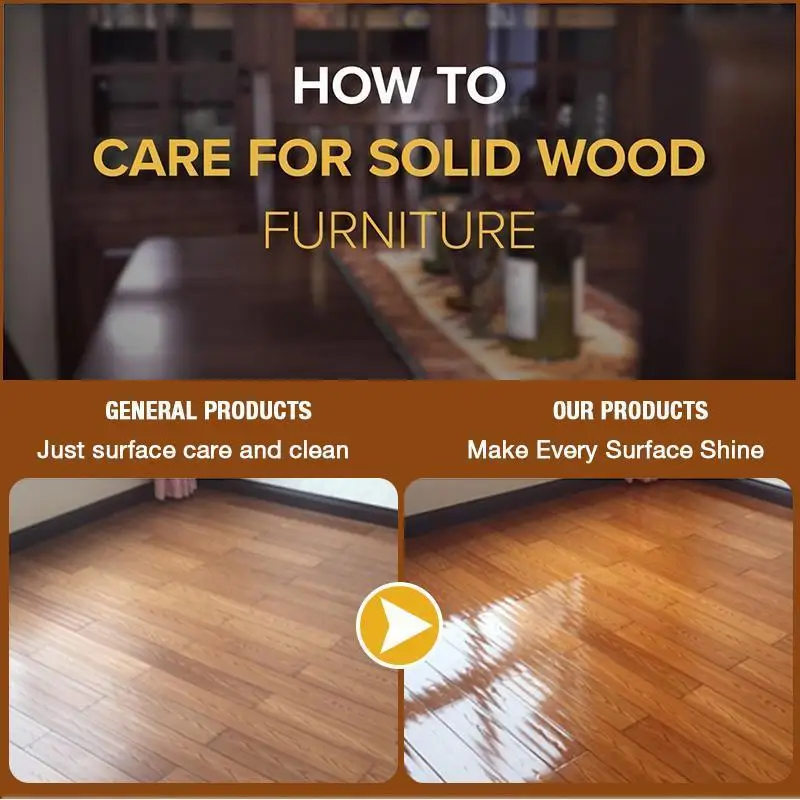 HOW TO
CARE FOR SOLID WOOD
FURNITURE
GENERAL PRODUCTS
OUR PRODUCTS
Just surface care and clean
Make Every Surface Shine